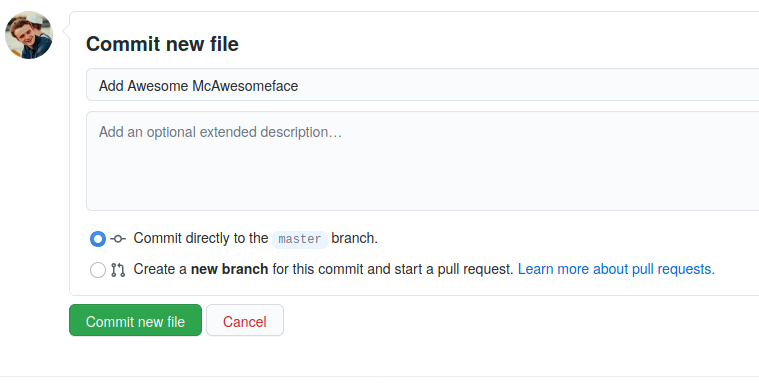 Commit new file
Add Awesome McAwesomeface
Add an optional extended description…
Commit directly to the master branch.
Create a new branch for this commit and start a pull request. Learn more about pull requests.
Commit new file Cancel